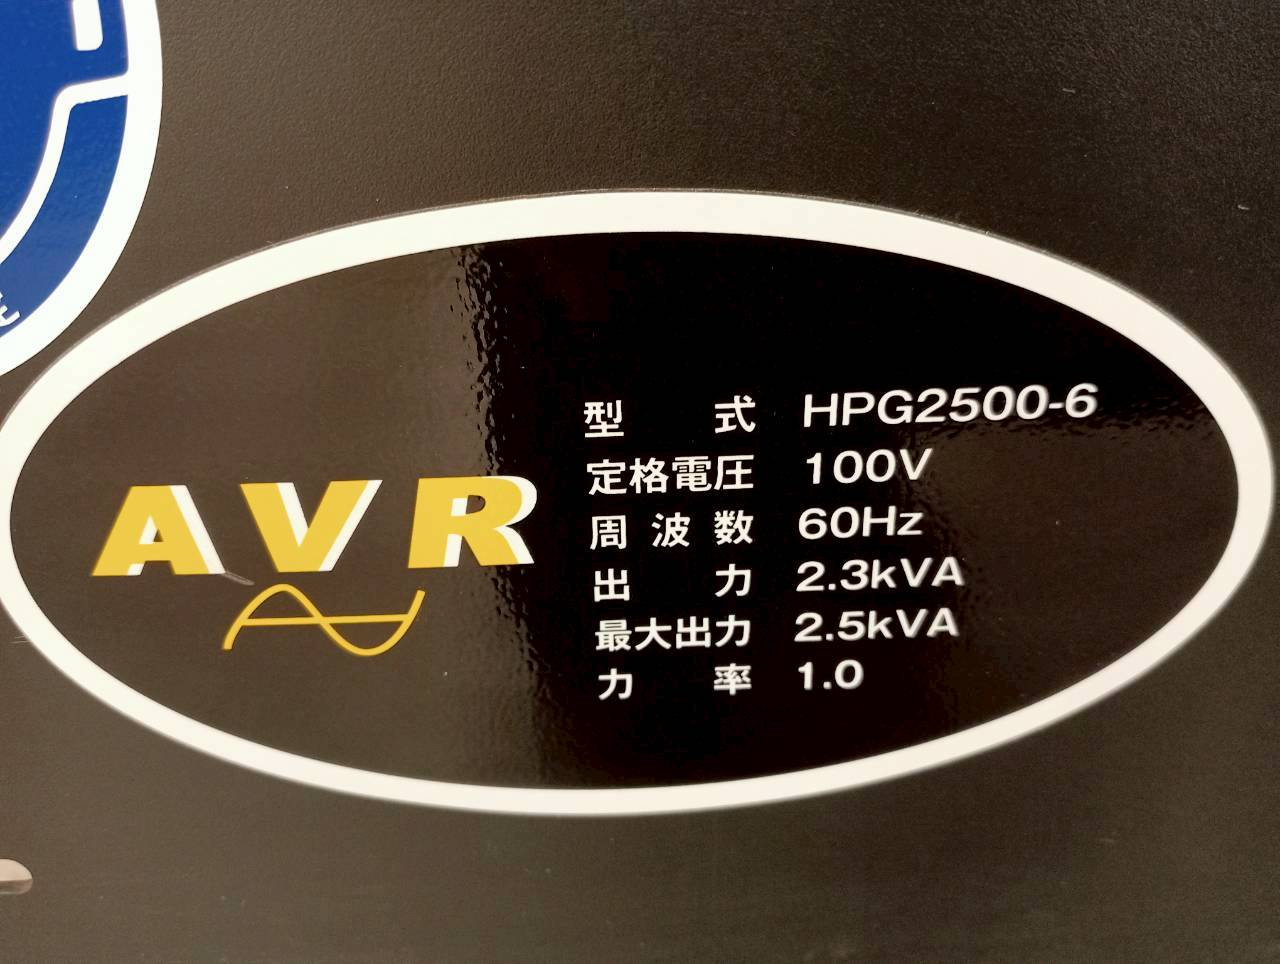 AVR
型式 HPG2500-6
定格電圧 100V
周波数 60Hz
出力 2.3kVA
最大出力 2.5kVA
力率 1.0